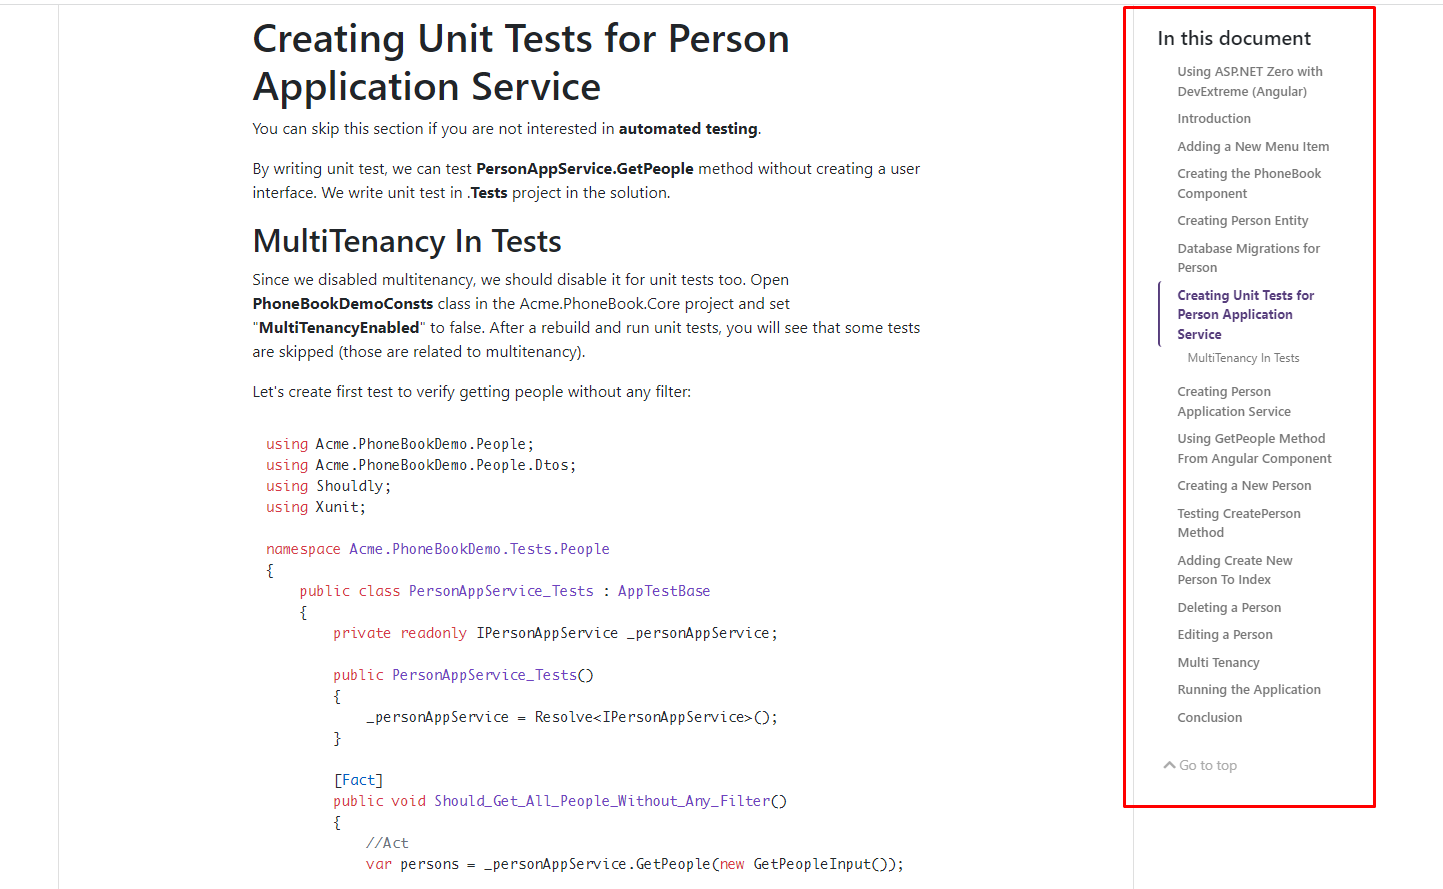 Creating Unit Tests for Person
Application Service
You can skip this section if you are not interested in automated testing.
By writing unit test, we can test PersonAppService.GetPeople method without creating a user
interface. We write unit test in .Tests project in the solution.
MultiTenancy In Tests
Since we disabled multitenancy, we should disable it for unit tests too. Open
PhoneBookDemoConsts class in the Acme.PhoneBook.Core project and set
"MultiTenancyEnabled" to false. After a rebuild and run unit tests, you will see that some tests
are skipped (those are related to multitenancy).
Let's create first test to verify getting people without any filter:
using Acme.PhoneBookDemo.People;
using Acme.PhoneBookDemo.People.Dtos;
using Shouldly;
using Xunit;
namespace Acme.PhoneBookDemo.Tests.People
{
public class PersonAppService_Tests : AppTestBase
{
private readonly IPersonAppService _personAppService;
public PersonAppService_Tests()
{
_personAppService = Resolve<IPersonAppService>();
}
[Fact]
public void Should_Get_All_People_Without_Any_Filter()
{
//Act
var persons = _personAppService.GetPeople(new GetPeopleInput());
In this document
Using ASP.NET Zero with
DevExtreme (Angular)
Introduction
Adding a New Menu Item
Creating the PhoneBook
Component
Creating Person Entity
Database Migrations for
Person
Creating Unit Tests for
Person Application
Service
MultiTenancy In Tests
Creating Person
Application Service
Using GetPeople Method
From Angular Component
Creating a New Person
Testing CreatePerson
Method
Adding Create New
Person To Index
Deleting a Person
Editing a Person
Multi Tenancy
Running the Application
Conclusion
Go to top